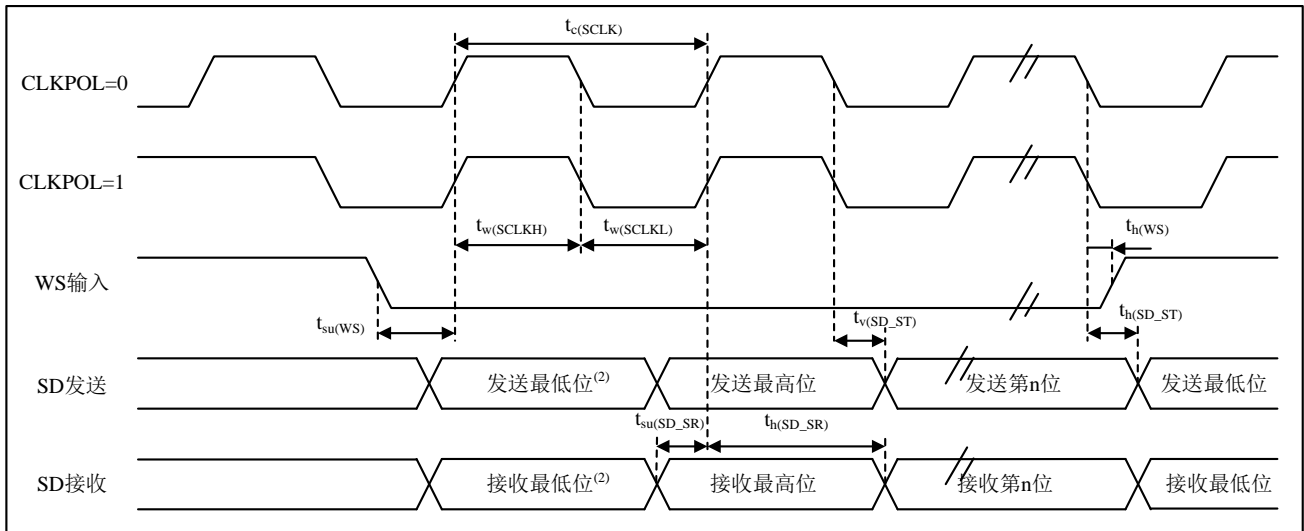 tc(SCLK)
CLKPOL=0
CLKPOL=1
tw(SCLKH)
tw(SCLKL)
th(WS)
WS输入
tsu(WS)
tv(SD_ST)
th(SD_ST)
SD发送
发送最低位(2)
发送最高位
发送第n位
发送最低位
tsu(SD_SR)
th(SD_SR)
SD接收
接收最低位(2)
接收最高位
接收第n位
接收最低位